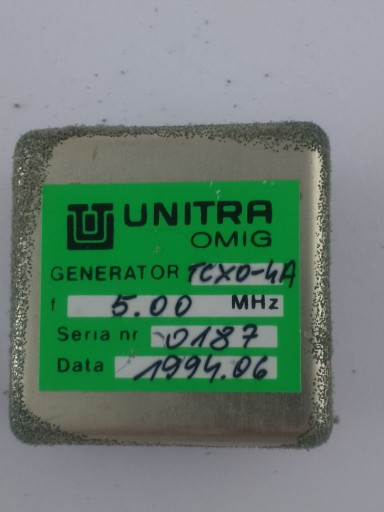 UNITRA
OMIG
GENERATOR TCXO-4A
f 5.00 MHz
Seria nr 0187
Data 1994.06